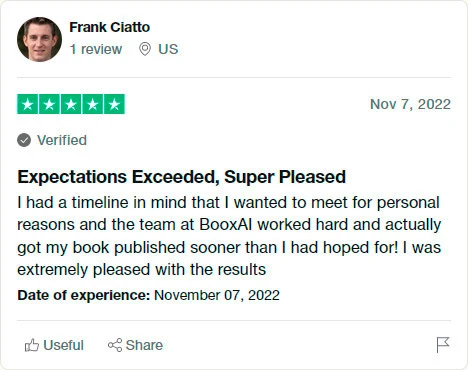 Frank Ciatto
1 review US
Nov 7, 2022
Verified
Expectations Exceeded, Super Pleased
I had a timeline in mind that I wanted to meet for personal
reasons and the team at BooxAI worked hard and actually
got my book published sooner than I had hoped for! I was
extremely pleased with the results
Date of experience: November 07, 2022
Useful Share